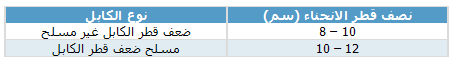 نوع الكابل نصف قطر الانحناء (سم)
ضعف قطر الكابل غير مسلح 8 – 10
مسلح ضعف قطر الكابل 10 – 12